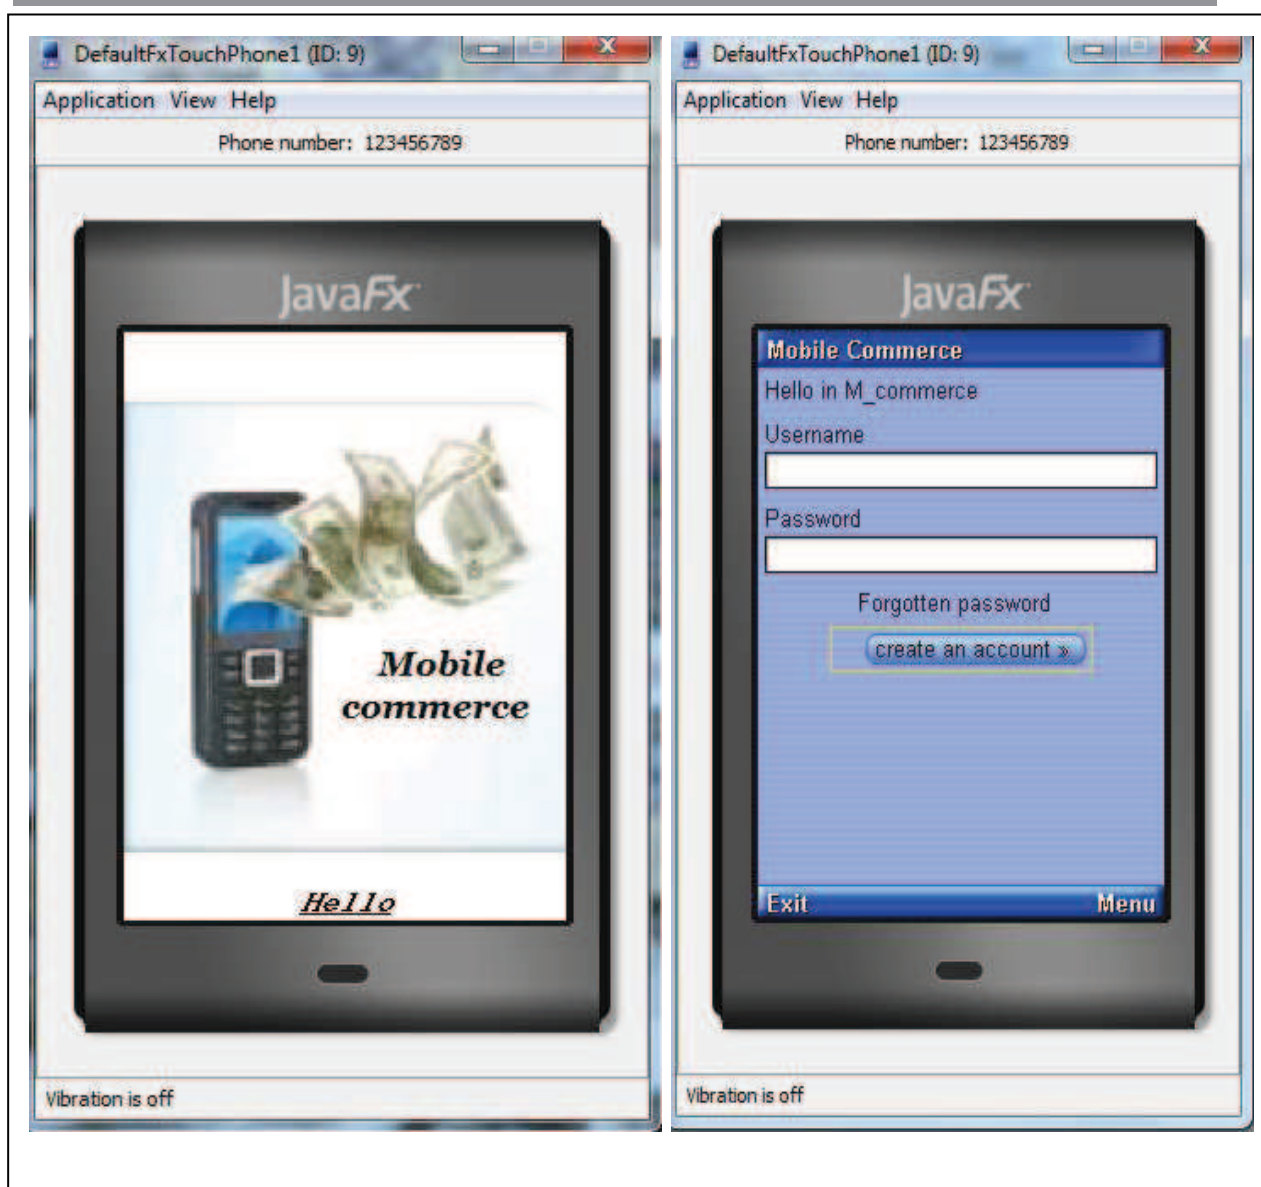 DefaultFxTouchPhone1 (ID: 9)
Application View Help
Phone number: 123456789
JavaFx
Mobile
commerce
Hello
Vibration is off
DefaultFxTouchPhone1 (ID: 9)
Application View Help
Phone number: 123456789
JavaFx
Mobile Commerce
Hello in M_commerce
Username
Password
Forgotten password
create an account »
Exit Menu
Vibration is off